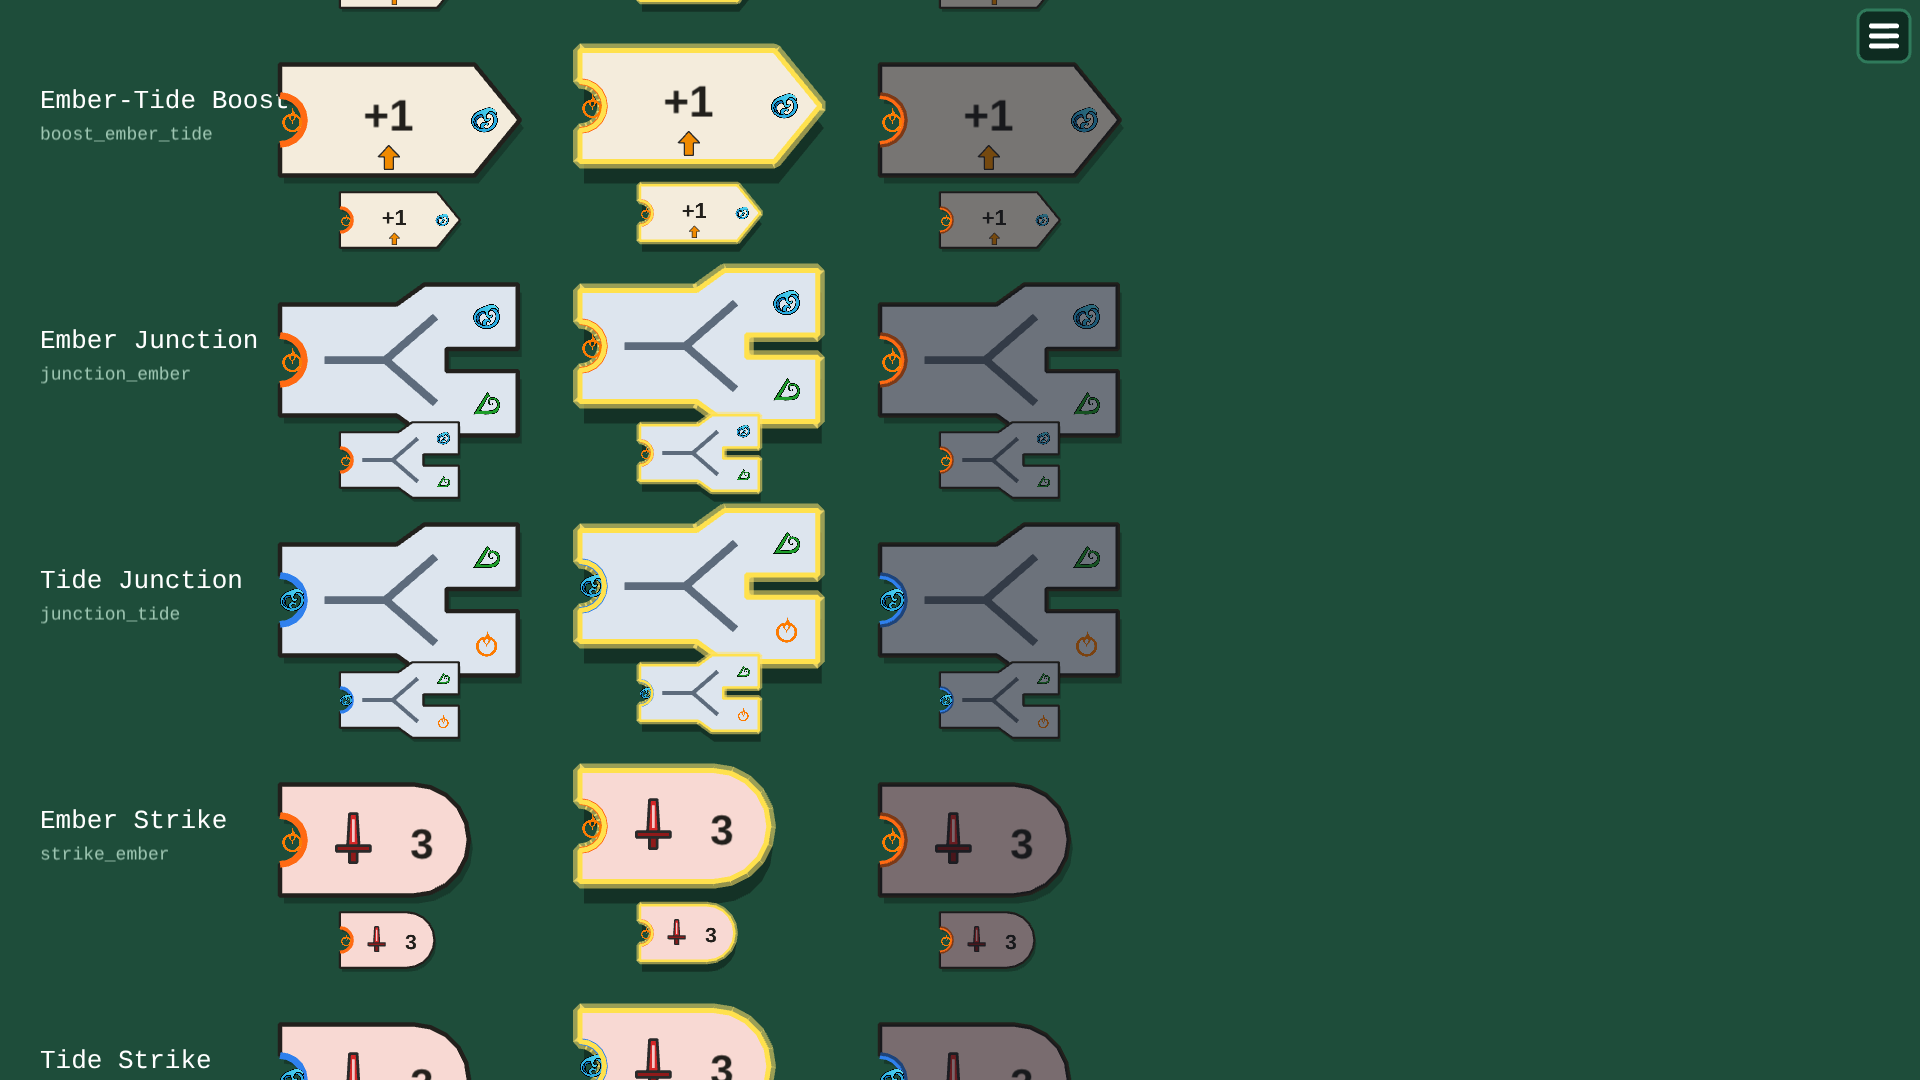 Ember-Tide Boost
boost_ember_tide
+1
+1
+1
+1
+1
+1
Ember Junction
junction_ember
Tide Junction
junction_tide
Ember Strike
strike_ember
3
3
3
3
3
3
Tide Strike
3